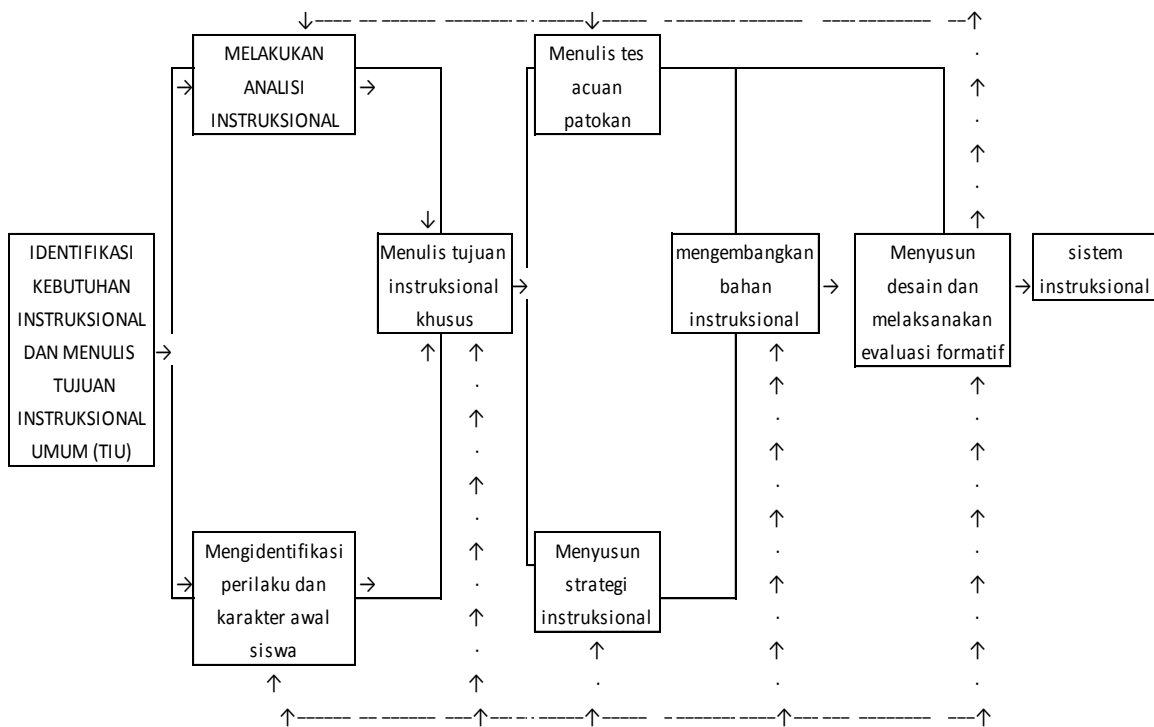 MELAKUKAN
ANALISI
INSTRUKSIONAL
Menulis tes
acuan
patokan
IDENTIFIKASI
KEBUTUHAN
INSTRUKSIONAL
DAN MENULIS
TUJUAN
INSTRUKSIONAL
UMUM (TIU)
Menulis tujuan
instruksional
khusus
mengembangkan
bahan
instruksional
Menyusun
desain dan
melaksanakan
evaluasi formatif
sistem
instruksional
Mengidentifikasi
perilaku dan
karakter awal
siswa
Menyusun
strategi
instruksional